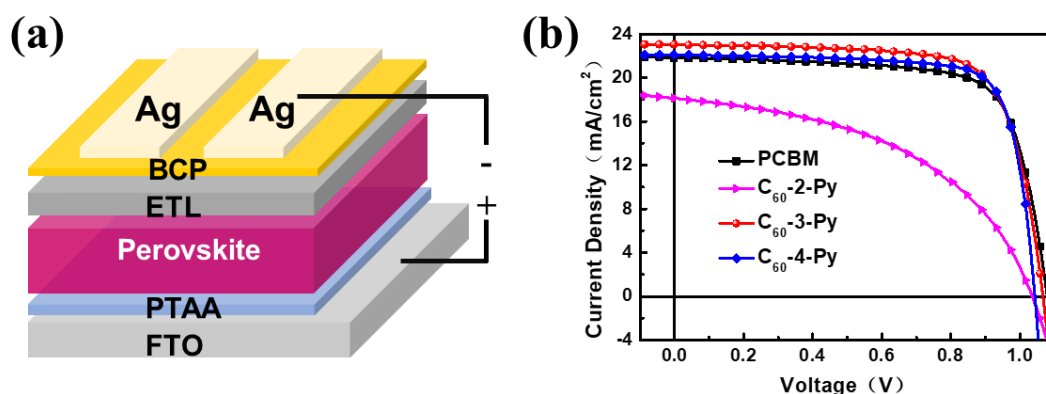 (a)
Ag
Ag
BCP
ETL
Perovskite
PTAA
FTO
-
+
(b)
Current Density (mA/cm²)
24
20
16
12
8
4
0
-4
PCBM
C₆₀-2-Py
C₆₀-3-Py
C₆₀-4-Py
0.0 0.2 0.4 0.6 0.8 1.0
Voltage (V)